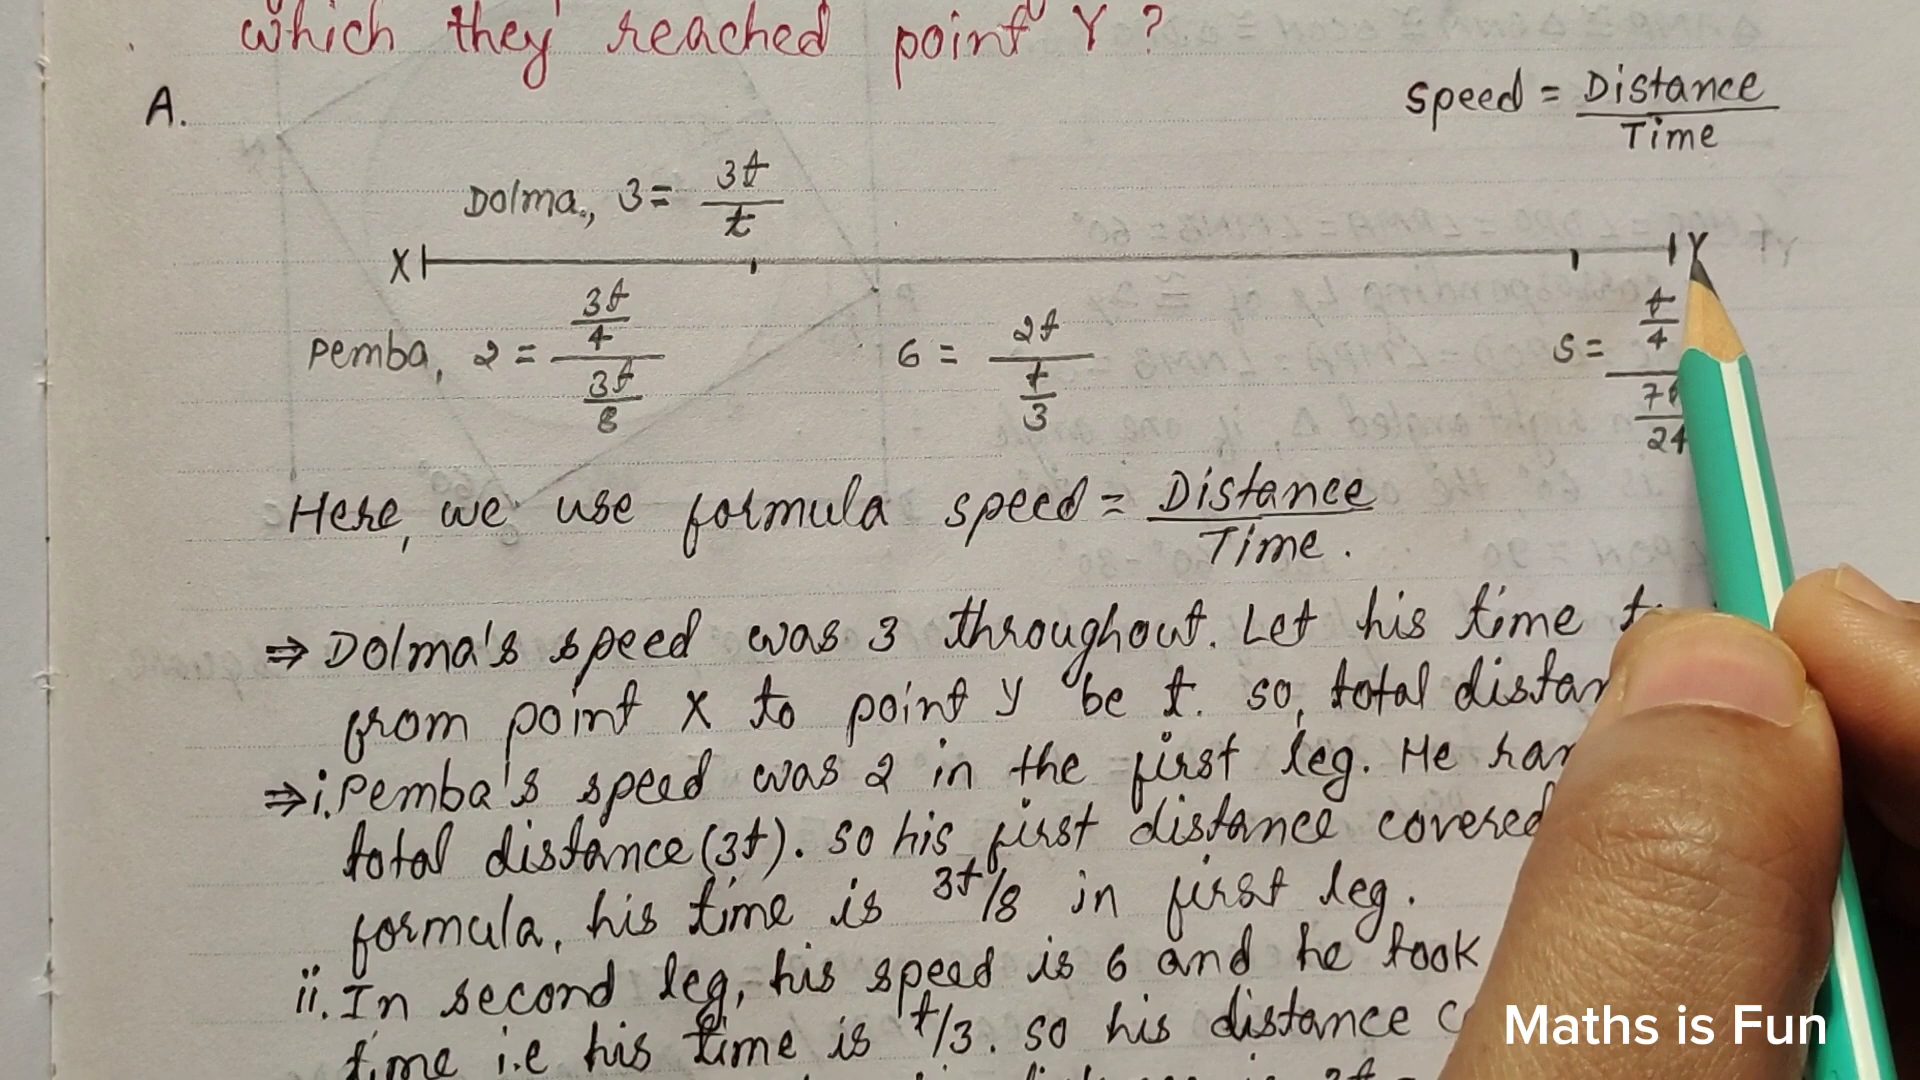 which they reached point Y ?
A.
speed = Distance / Time
Dolma, 3 = 3t / t
X Y
Pemba, 2 = 3t/4 / 3t/8
6 = 2t / t/3
S = t/4 / 7t/24
Here, we use formula speed = Distance / Time.
⇒ Dolma's speed was 3 throughout. Let his time
from point X to point Y be t. so, total distan
⇒ i. Pemba's speed was 2 in the first leg. He ran
total distance (3t). so his first distance covered
formula, his time is 3t/8 in first leg.
ii. In second leg, his speed is 6 and he took
time i.e his time is t/3. so his distance c
Maths is Fun